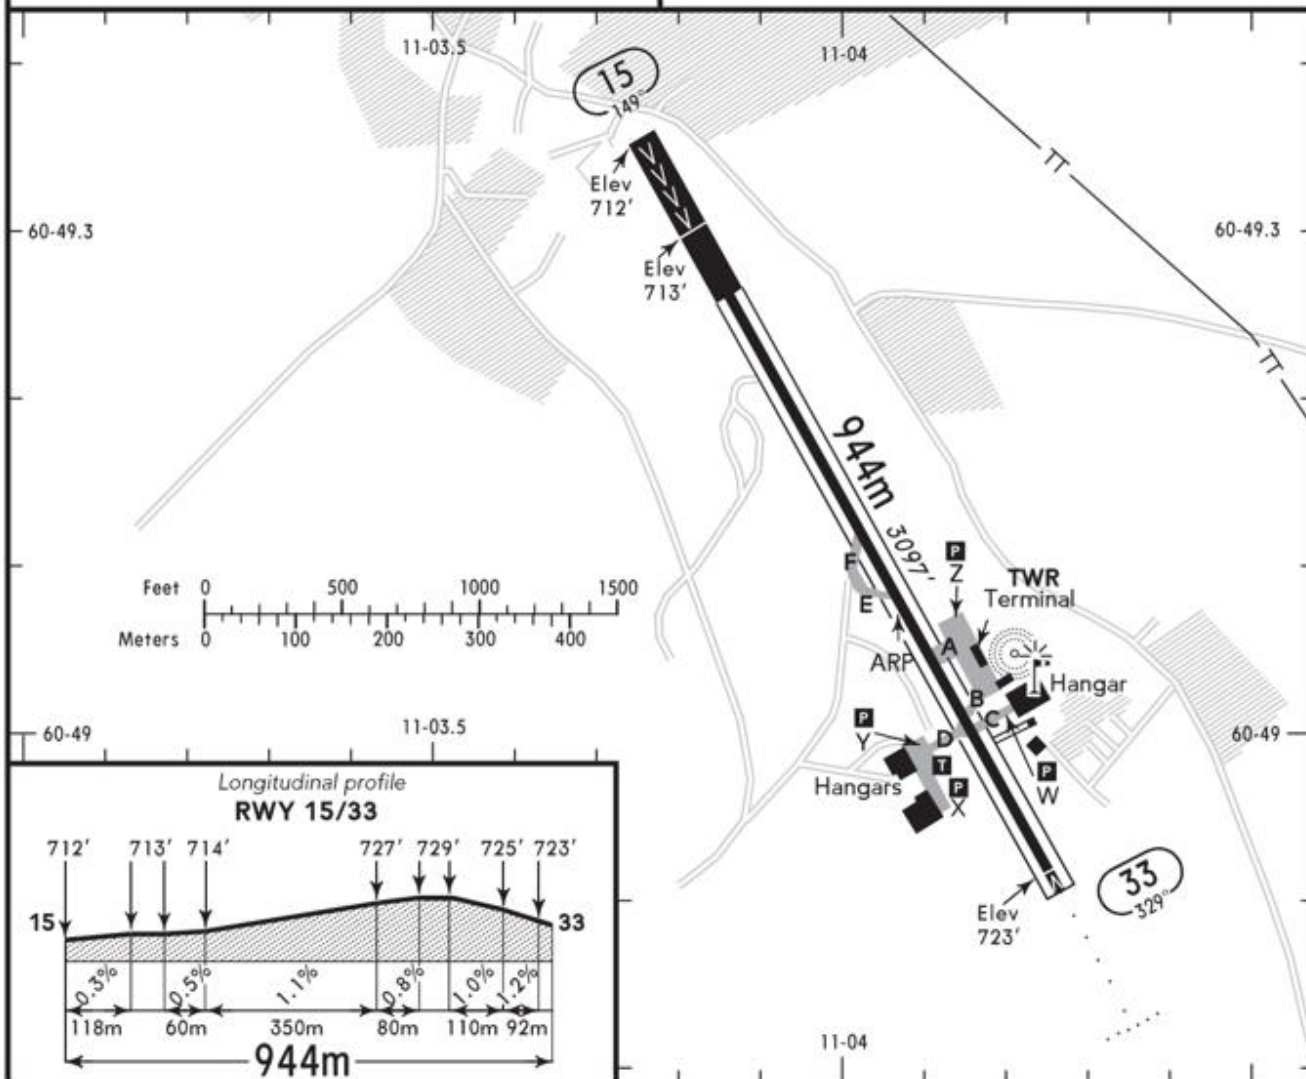 11-03.5
11-04
15
149°
TT
Elev
712'
60-49.3
60-49.3
Elev
713'
TT
944m
3097'
P
Z
TWR
Terminal
F
E
Feet 0 500 1000 1500
Meters 0 100 200 300 400
ARP
A
Hangar
B
C
P
Y
D
11-03.5
60-49
60-49
T
P
W
Hangars
P
X
33
329°
Elev
723'
11-04
Longitudinal profile
RWY 15/33
712' 713' 714' 727' 729' 725' 723'
15 33
0.3% 0.5% 1.1% 0.8% 1.0% 1.2%
118m 60m 350m 80m 110m 92m
944m